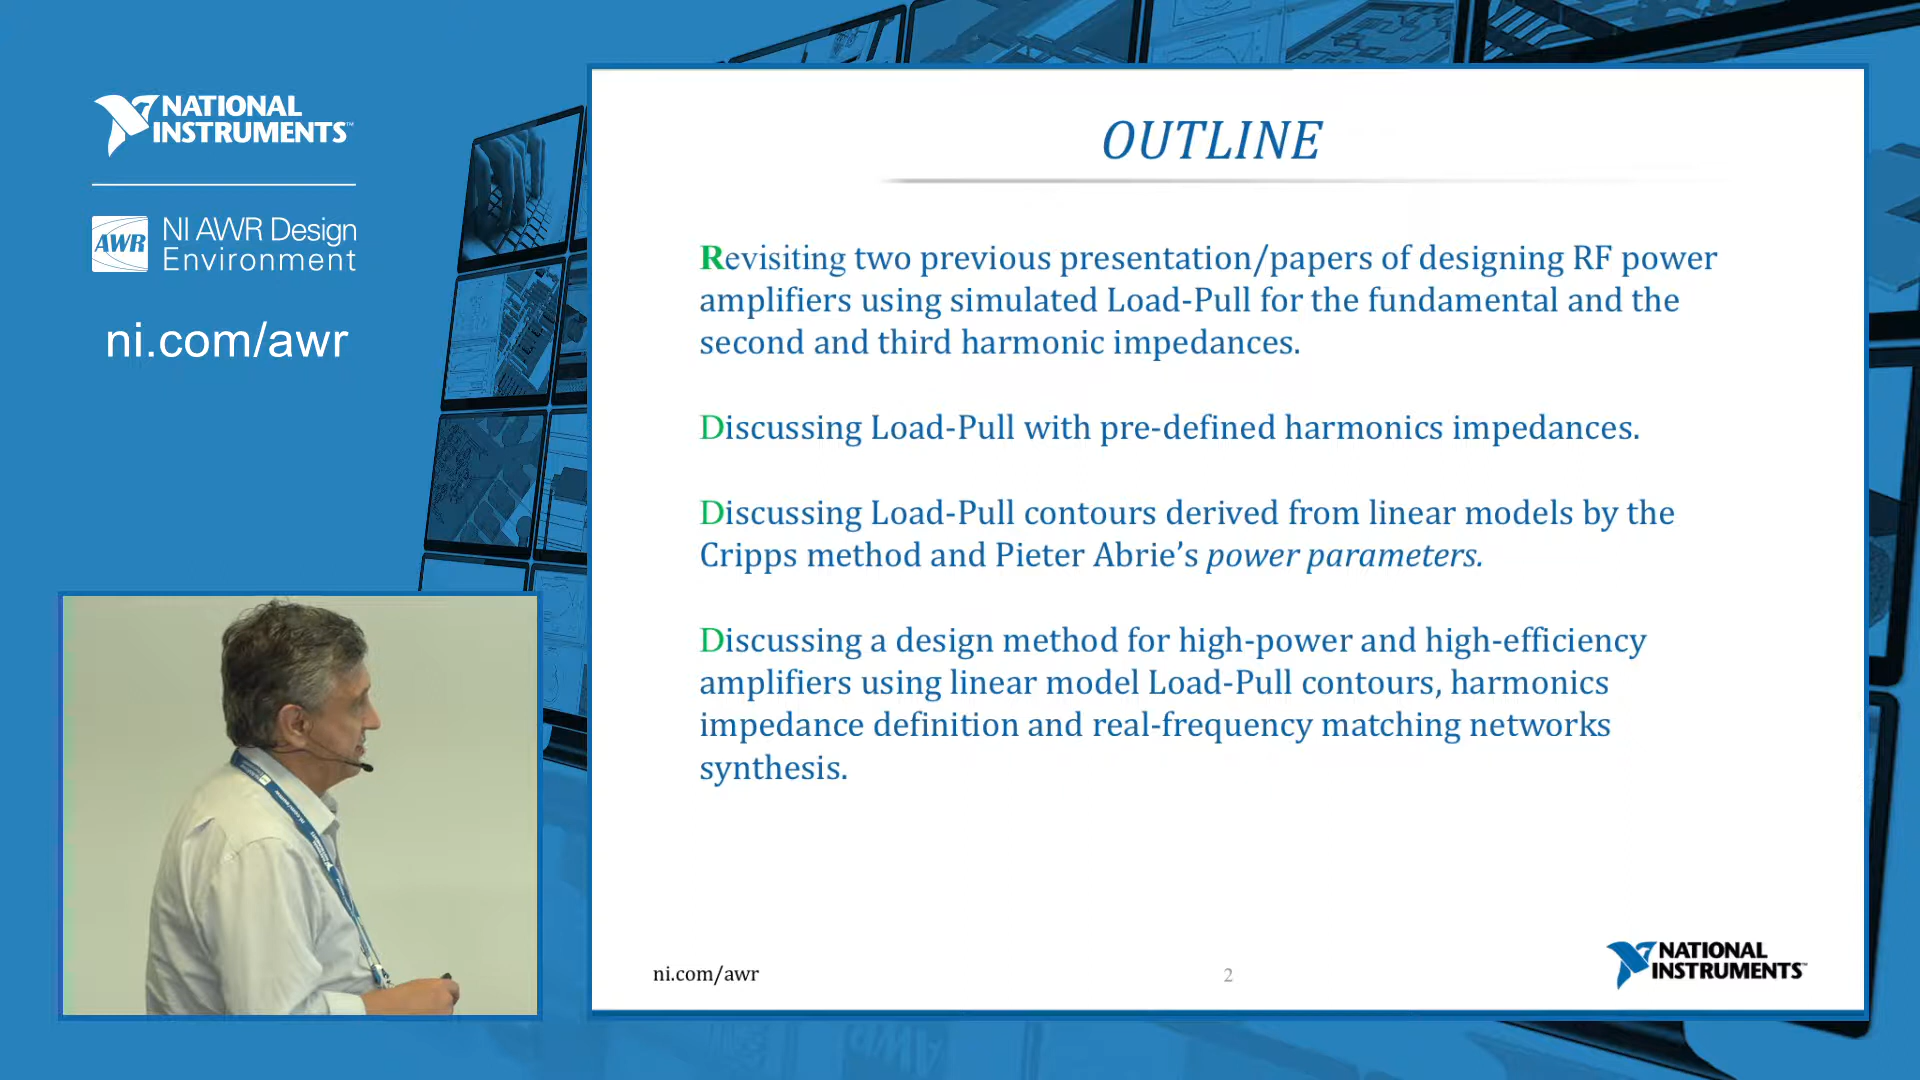 NATIONAL
INSTRUMENTS™
AWR
NI AWR Design
Environment
ni.com/awr
OUTLINE
Revisiting two previous presentation/papers of designing RF power
amplifiers using simulated Load-Pull for the fundamental and the
second and third harmonic impedances.
Discussing Load-Pull with pre-defined harmonics impedances.
Discussing Load-Pull contours derived from linear models by the
Cripps method and Pieter Abrie’s power parameters.
Discussing a design method for high-power and high-efficiency
amplifiers using linear model Load-Pull contours, harmonics
impedance definition and real-frequency matching networks
synthesis.
ni.com/awr
2
NATIONAL
INSTRUMENTS™